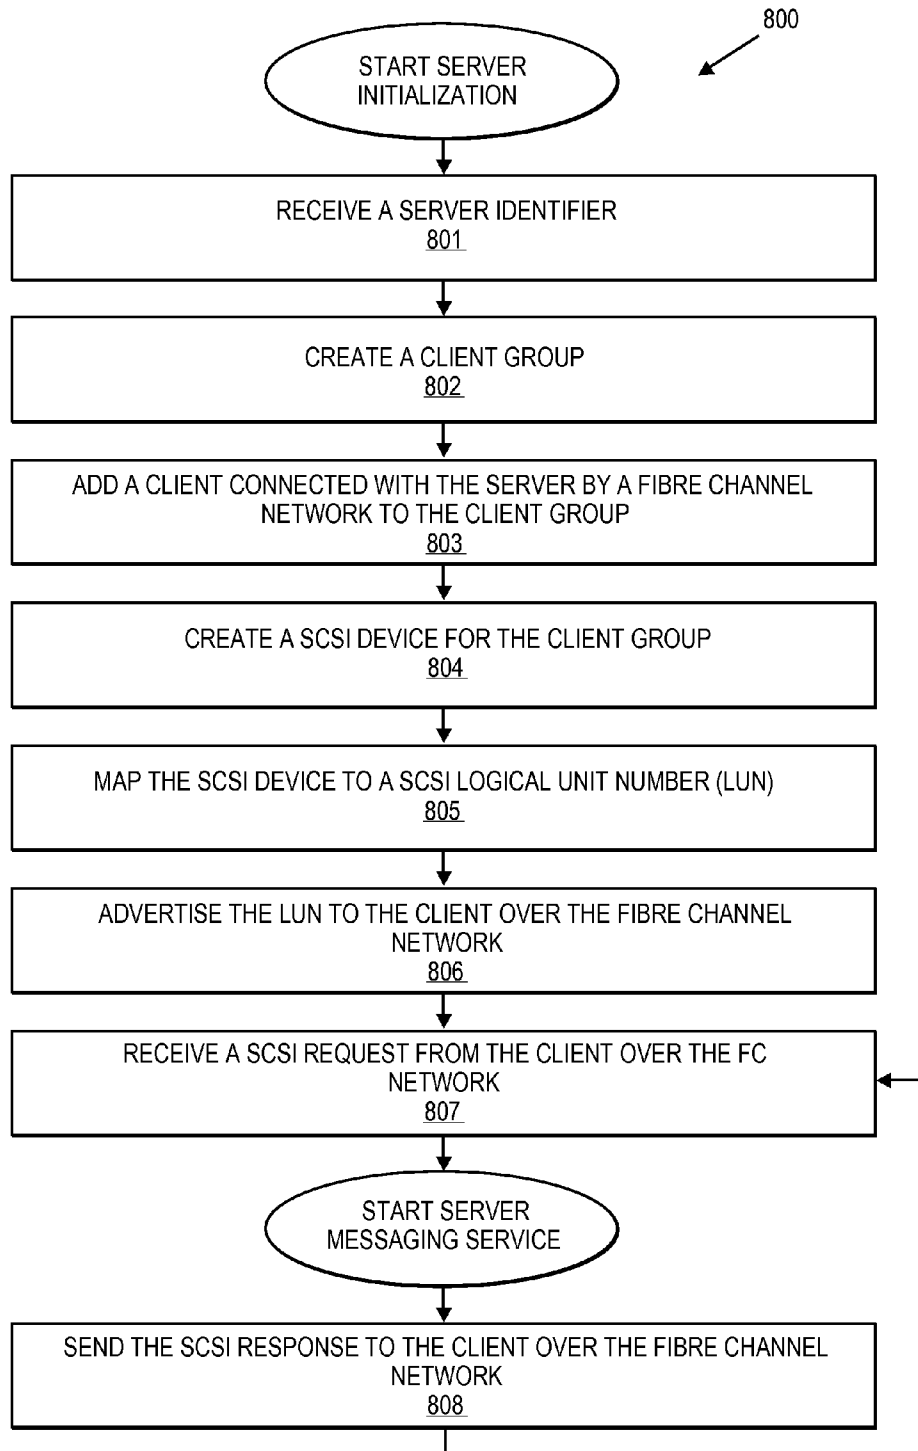 800
START SERVER
INITIALIZATION
RECEIVE A SERVER IDENTIFIER
801
CREATE A CLIENT GROUP
802
ADD A CLIENT CONNECTED WITH THE SERVER BY A FIBRE CHANNEL
NETWORK TO THE CLIENT GROUP
803
CREATE A SCSI DEVICE FOR THE CLIENT GROUP
804
MAP THE SCSI DEVICE TO A SCSI LOGICAL UNIT NUMBER (LUN)
805
ADVERTISE THE LUN TO THE CLIENT OVER THE FIBRE CHANNEL
NETWORK
806
RECEIVE A SCSI REQUEST FROM THE CLIENT OVER THE FC
NETWORK
807
START SERVER
MESSAGING SERVICE
SEND THE SCSI RESPONSE TO THE CLIENT OVER THE FIBRE CHANNEL
NETWORK
808